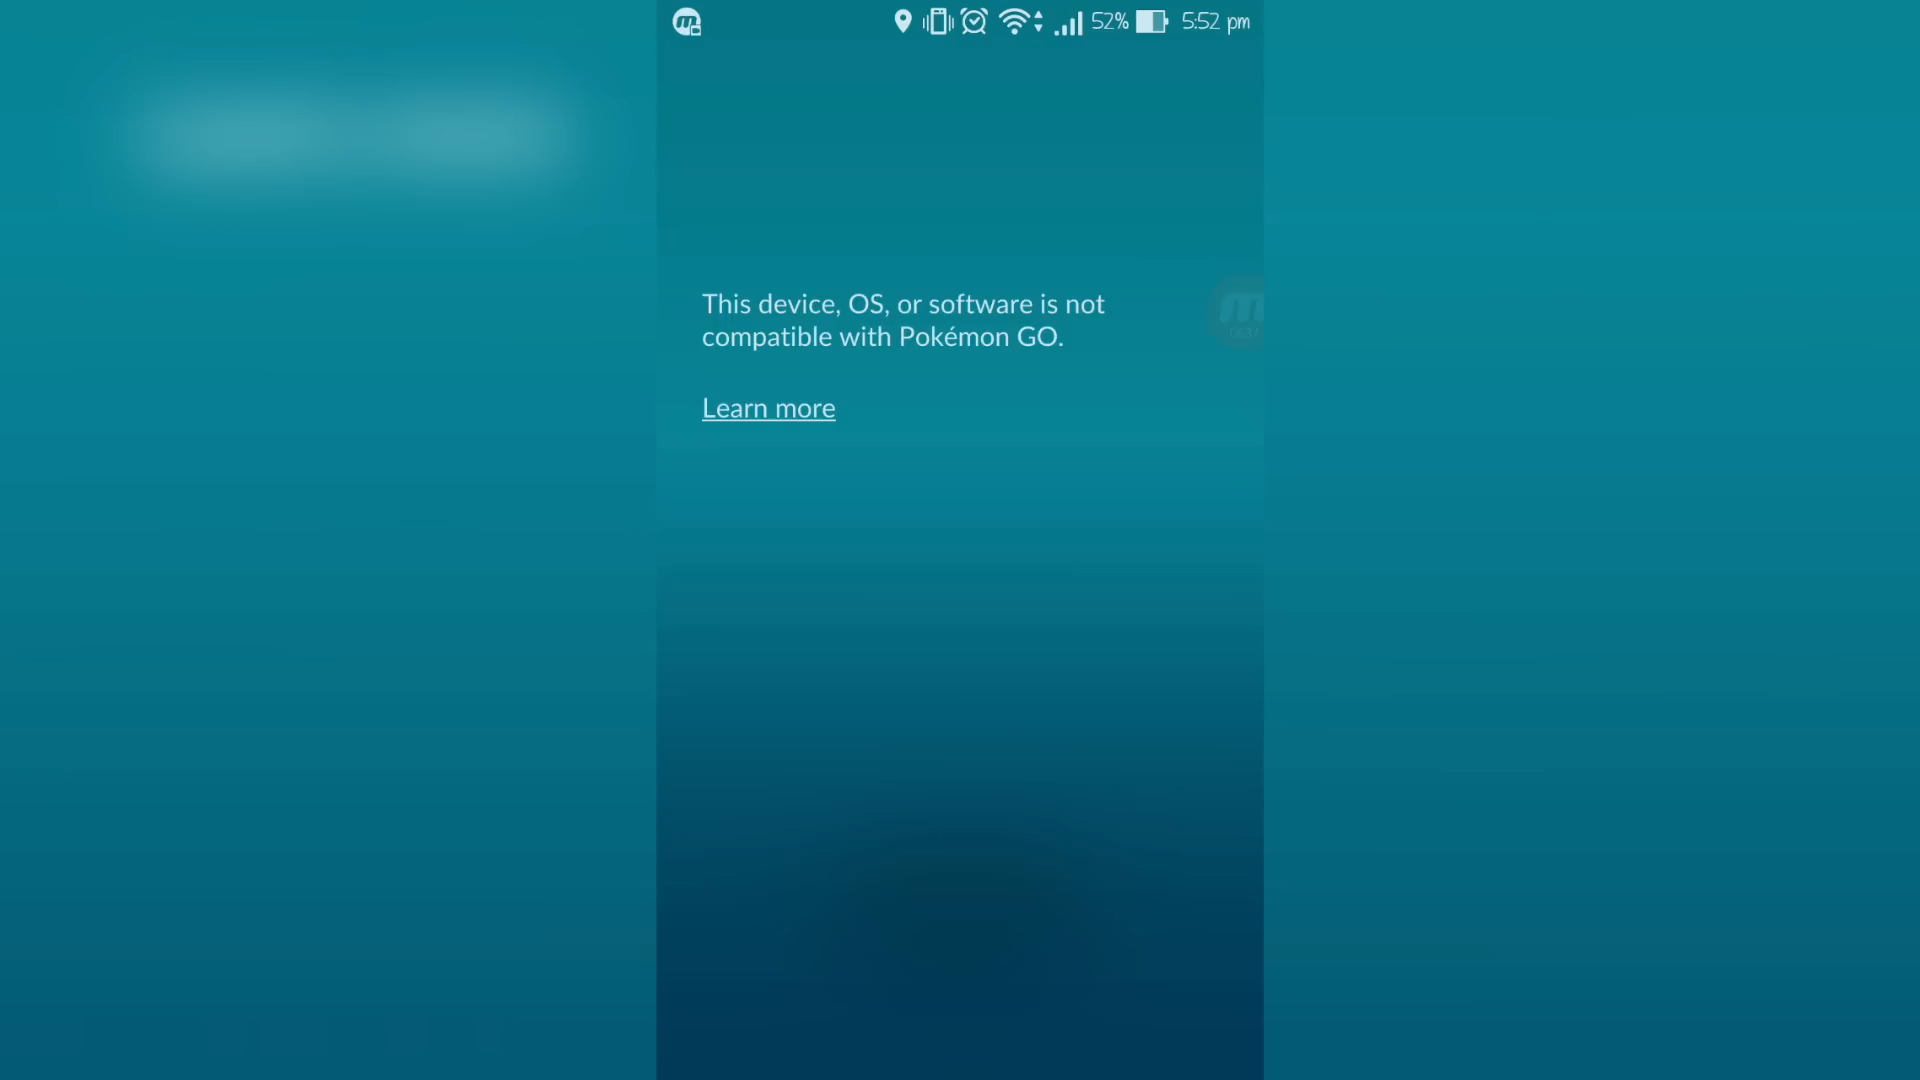 52% 5:52 pm
This device, OS, or software is not
compatible with Pokémon GO.
Learn more